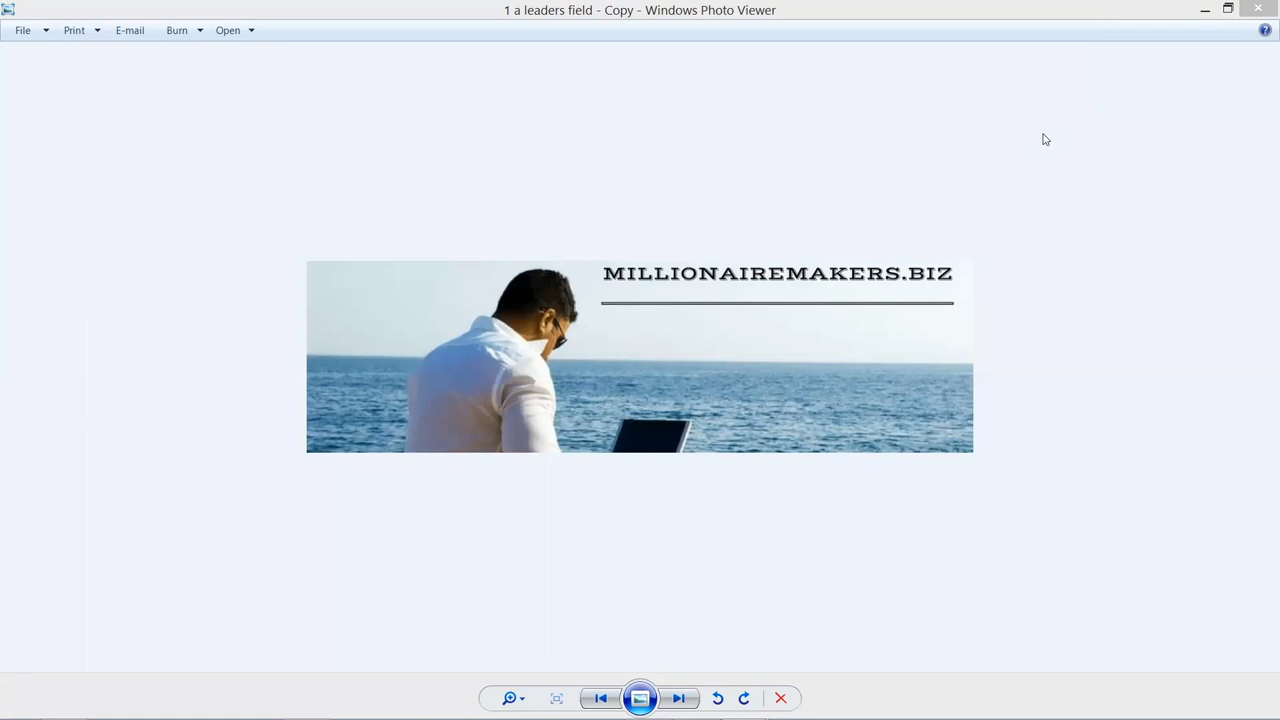 1 a leaders field - Copy - Windows Photo Viewer
File Print E-mail Burn Open
MILLIONAIREMAKERS.BIZ